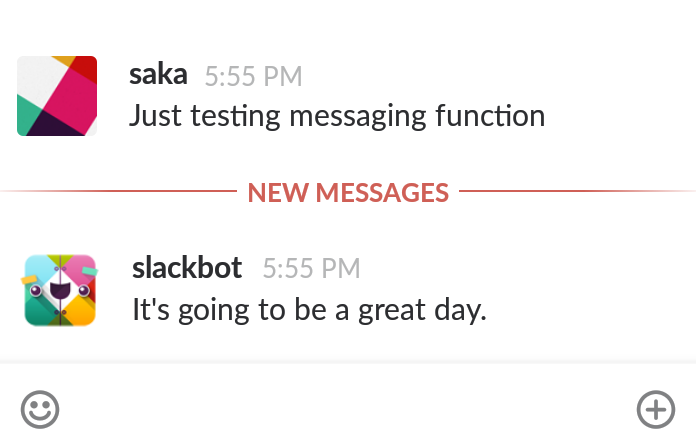 saka 5:55 PM
Just testing messaging function
NEW MESSAGES
slackbot 5:55 PM
It's going to be a great day.